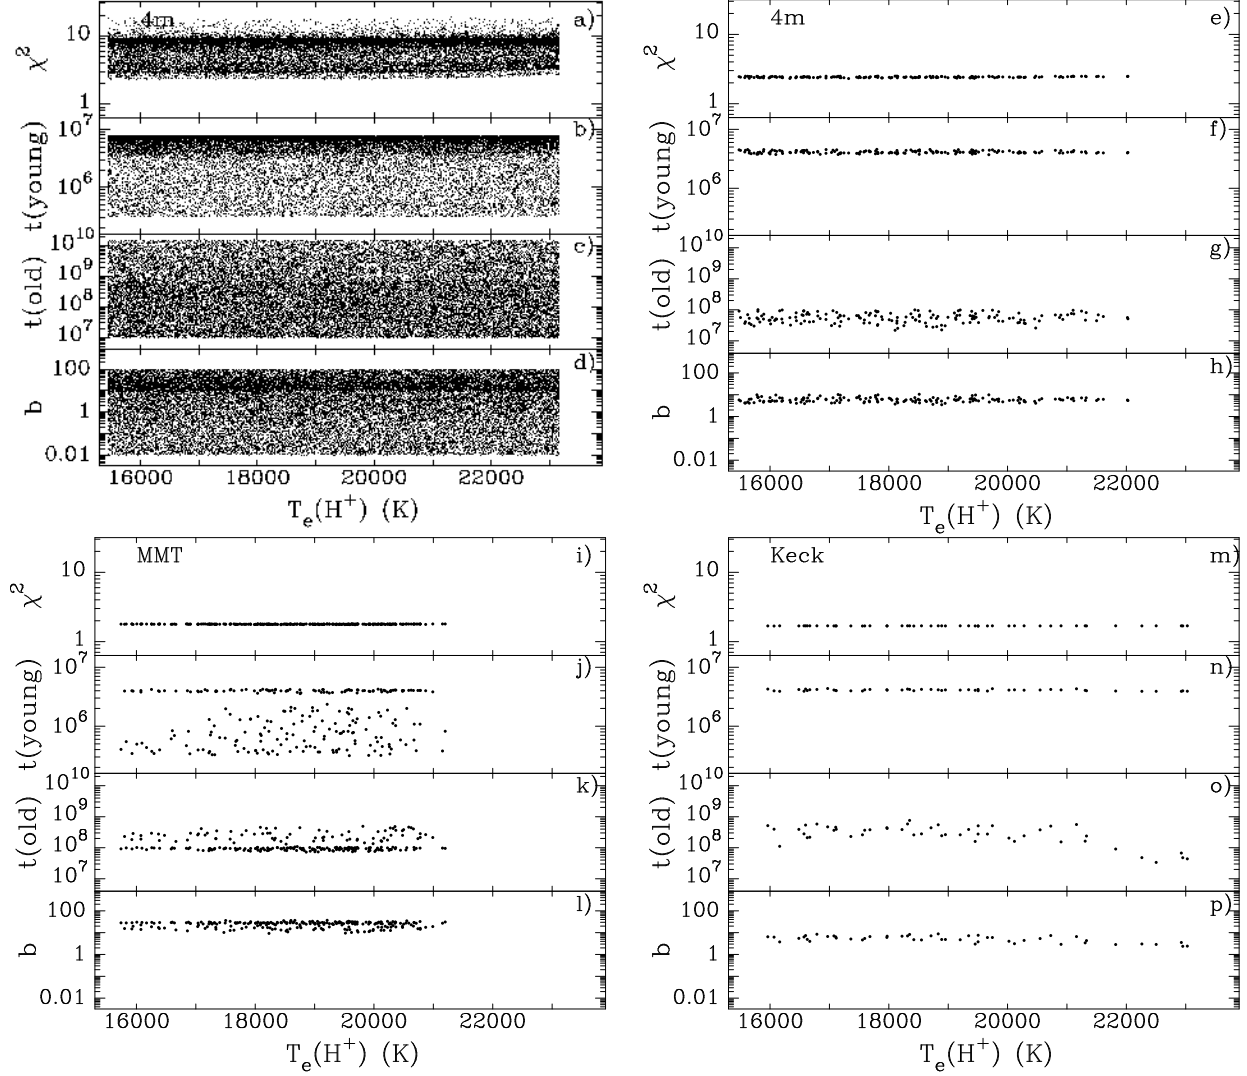 4m
a)
χ²
10
1
b)
t(young)
10⁷
10⁶
c)
t(old)
10¹⁰
10⁹
10⁸
10⁷
d)
b
100
1
0.01
16000 18000 20000 22000
Tₑ(H⁺) (K)
4m
e)
χ²
10
1
f)
t(young)
10⁷
10⁶
g)
t(old)
10¹⁰
10⁹
10⁸
10⁷
h)
b
100
1
0.01
16000 18000 20000 22000
Tₑ(H⁺) (K)
MMT
i)
χ²
10
1
j)
t(young)
10⁷
10⁶
k)
t(old)
10¹⁰
10⁹
10⁸
10⁷
l)
b
100
1
0.01
16000 18000 20000 22000
Tₑ(H⁺) (K)
Keck
m)
χ²
10
1
n)
t(young)
10⁷
10⁶
o)
t(old)
10¹⁰
10⁹
10⁸
10⁷
p)
b
100
1
0.01
16000 18000 20000 22000
Tₑ(H⁺) (K)